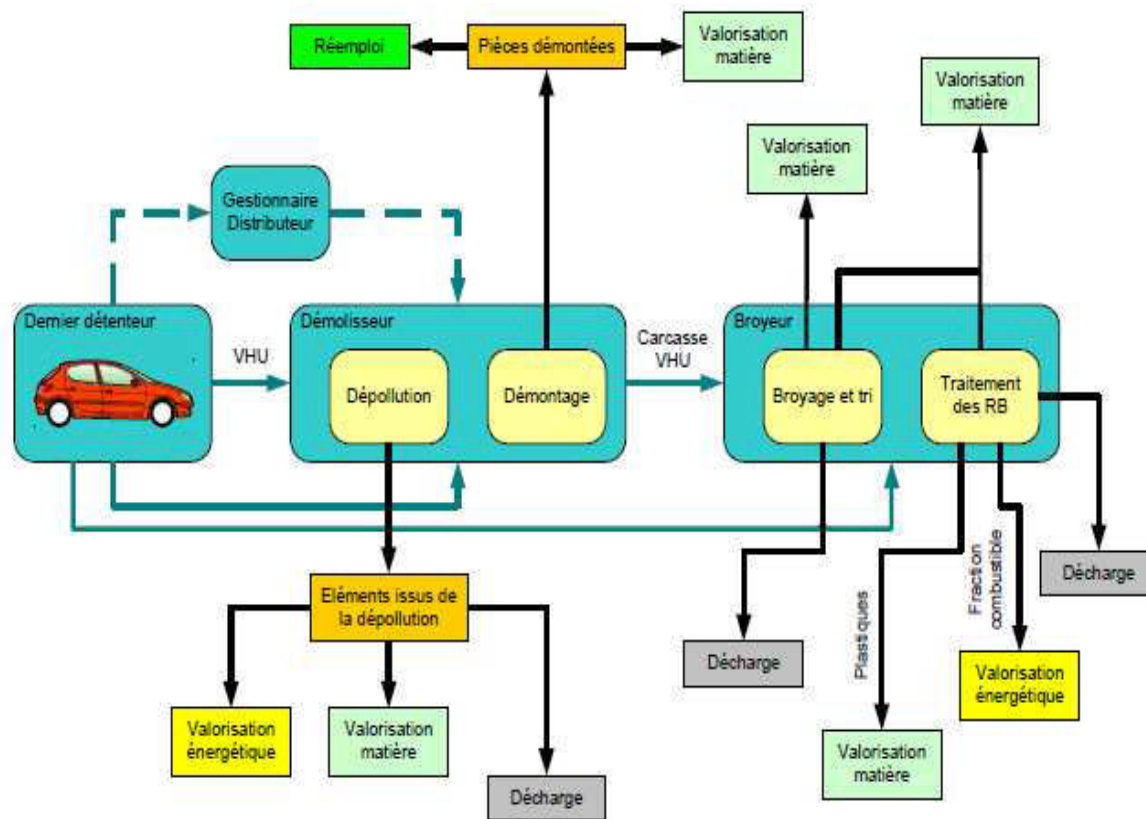 Réemploi
Pièces démontées
Valorisation
matière
Valorisation
matière
Valorisation
matière
Gestionnaire
Distributeur
Dernier détenteur
VHU
Démolisseur
Dépollution
Démontage
Carcasse
VHU
Broyeur
Broyage et tri
Traitement
des RB
Eléments issus de
la dépollution
Valorisation
énergétique
Valorisation
matière
Décharge
Décharge
Plastiques
Valorisation
matière
Fraction
combustible
Valorisation
énergétique
Décharge